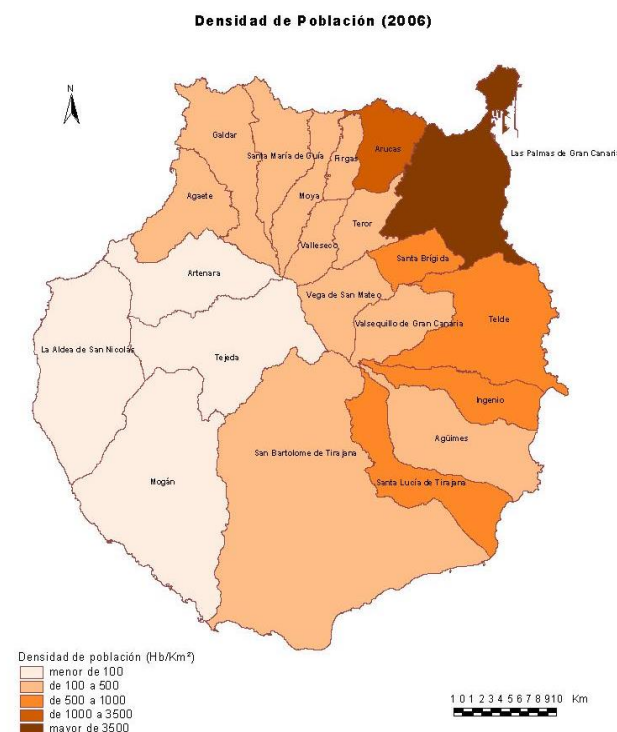 Densidad de Población (2006)
N
Galdar
Santa María de Guía
Firgas
Arucas
Las Palmas de Gran Canaria
Agaete
Moya
Teror
Valleseco
Santa Brígida
Artenara
Vega de San Mateo
Telde
Valsequillo de Gran Canaria
La Aldea de San Nicolás
Tejeda
Ingenio
Agüimes
San Bartolome de Tirajana
Mogán
Santa Lucía de Tirajana
Densidad de población (Hb/Km²)
menor de 100
de 100 a 500
de 500 a 1000
de 1000 a 3500
mayor de 3500
1 0 1 2 3 4 5 6 7 8 9 10 Km